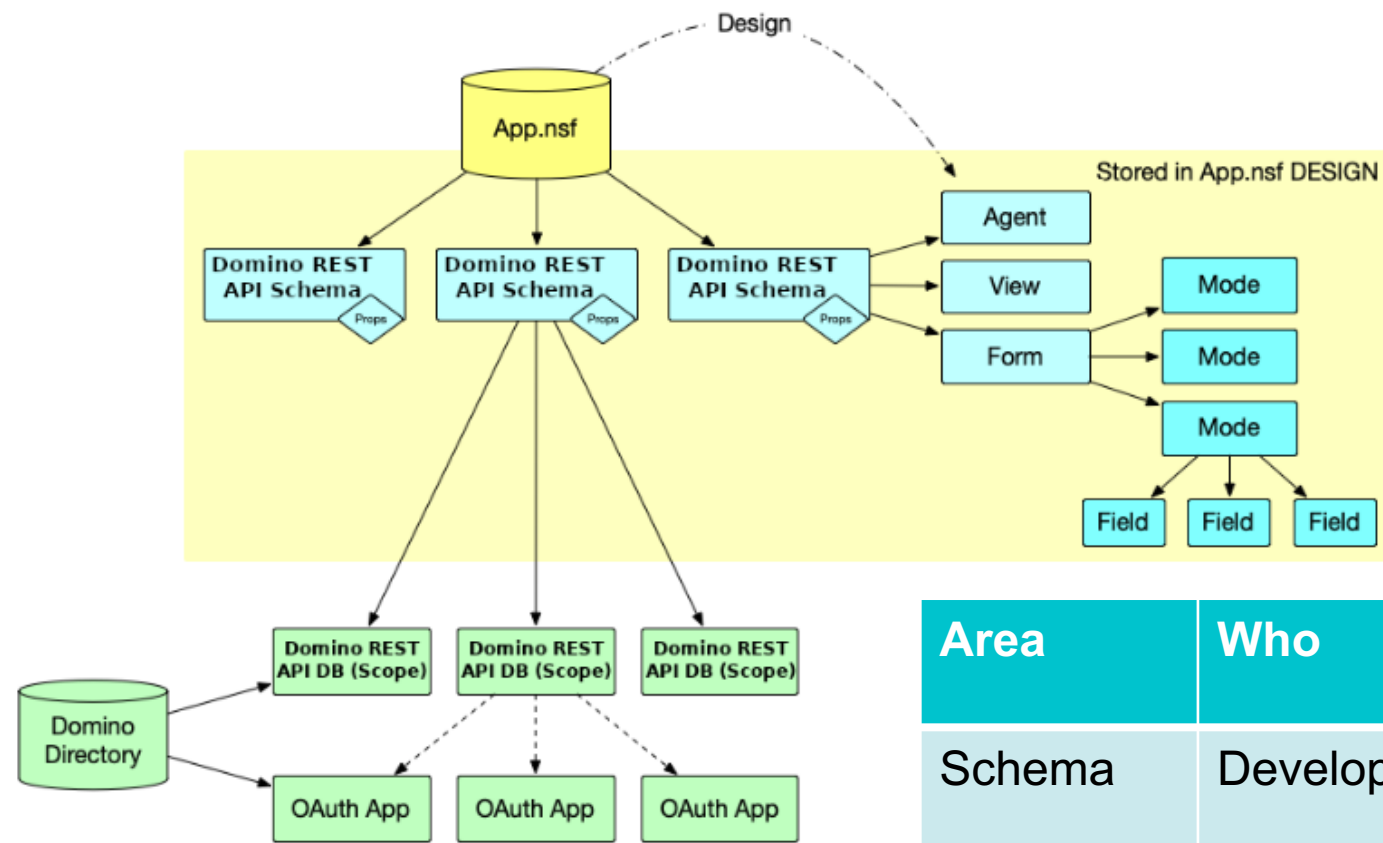 Design
App.nsf
Stored in App.nsf DESIGN
Domino REST
API Schema
Props
Domino REST
API Schema
Props
Domino REST
API Schema
Props
Agent
View
Form
Mode
Mode
Mode
Field
Field
Field
Domino REST
API DB (Scope)
Domino REST
API DB (Scope)
Domino REST
API DB (Scope)
Domino
Directory
OAuth App
OAuth App
OAuth App
Area
Who
Schema
Develop